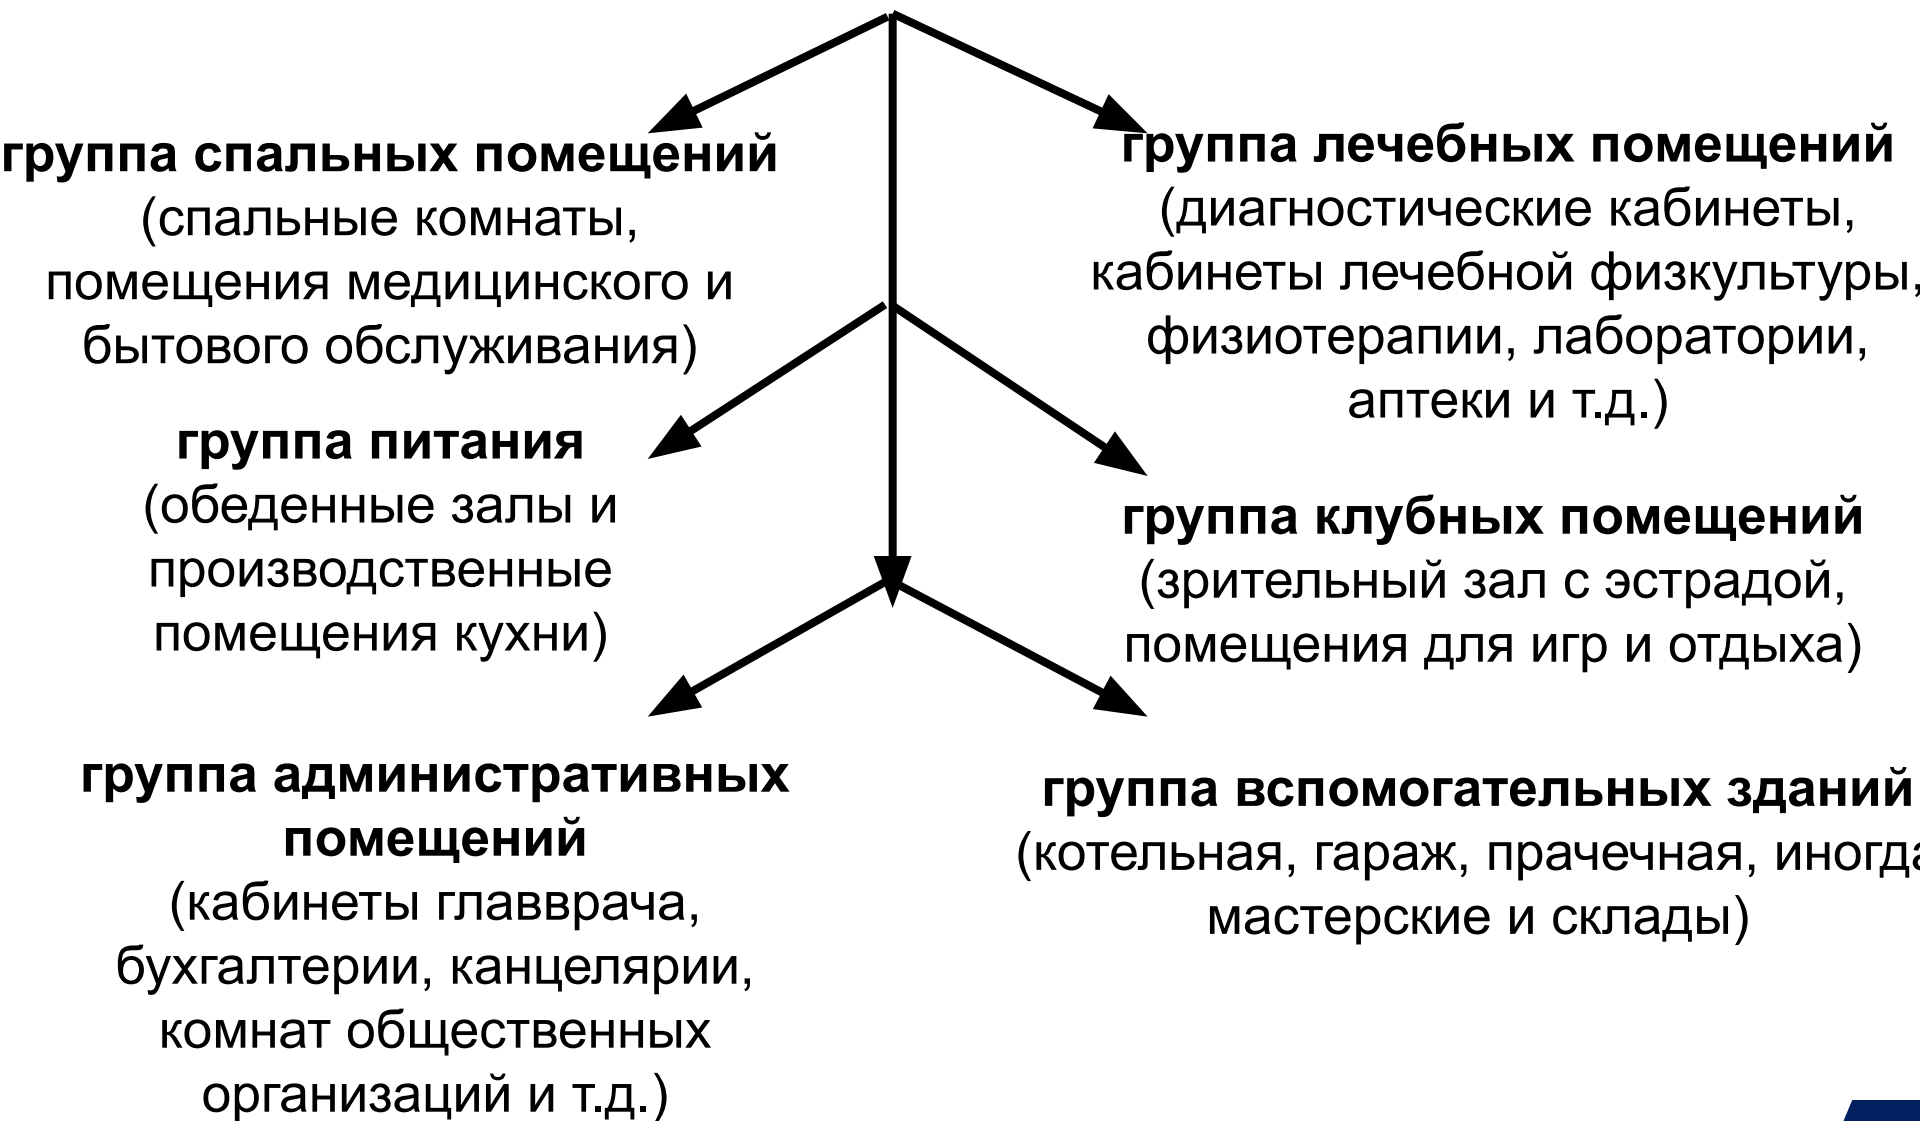 группа спальных помещений
(спальные комнаты,
помещения медицинского и
бытового обслуживания)
группа лечебных помещений
(диагностические кабинеты,
кабинеты лечебной физкультуры,
физиотерапии, лаборатории,
аптеки и т.д.)
группа питания
(обеденные залы и
производственные
помещения кухни)
группа клубных помещений
(зрительный зал с эстрадой,
помещения для игр и отдыха)
группа административных
помещений
(кабинеты главврача,
бухгалтерии, канцелярии,
комнат общественных
организаций и т.д.)
группа вспомогательных зданий
(котельная, гараж, прачечная, иногда
мастерские и склады)